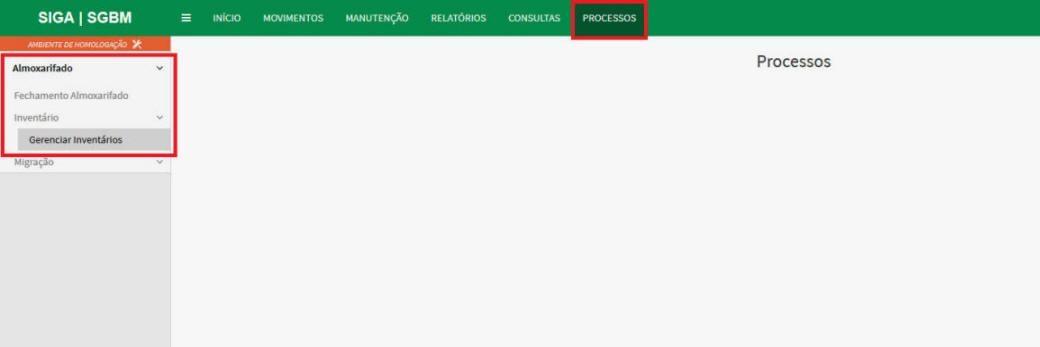 SIGA | SGBM INÍCIO MOVIMENTOS MANUTENÇÃO RELATÓRIOS CONSULTAS PROCESSOS
AMBIENTE DE HOMOLOGAÇÃO
Almoxarifado
Processos
Fechamento Almoxarifado
Inventário
Gerenciar Inventários
Migração